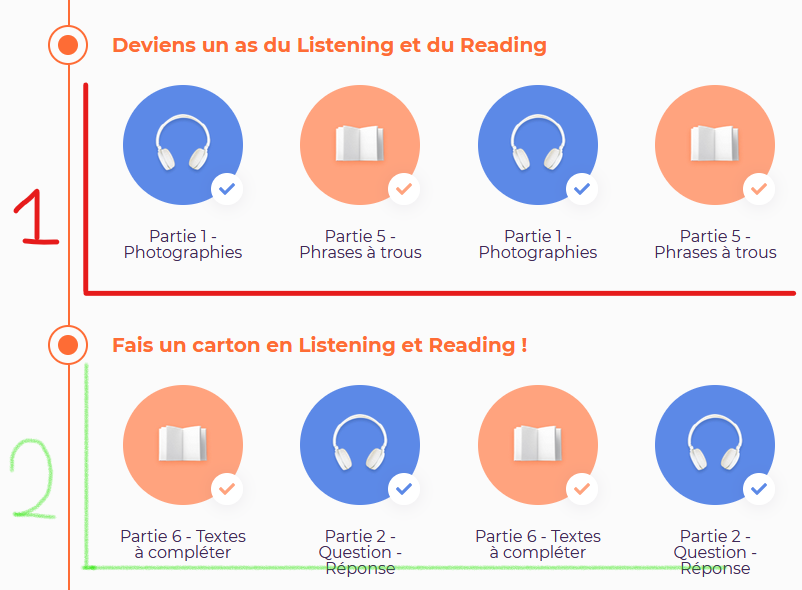 Deviens un as du Listening et du Reading
1
Partie 1 -
Photographies
Partie 5 -
Phrases à trous
Partie 1 -
Photographies
Partie 5 -
Phrases à trous
Fais un carton en Listening et Reading !
2
Partie 6 - Textes
à compléter
Partie 2 -
Question -
Réponse
Partie 6 - Textes
à compléter
Partie 2 -
Question -
Réponse